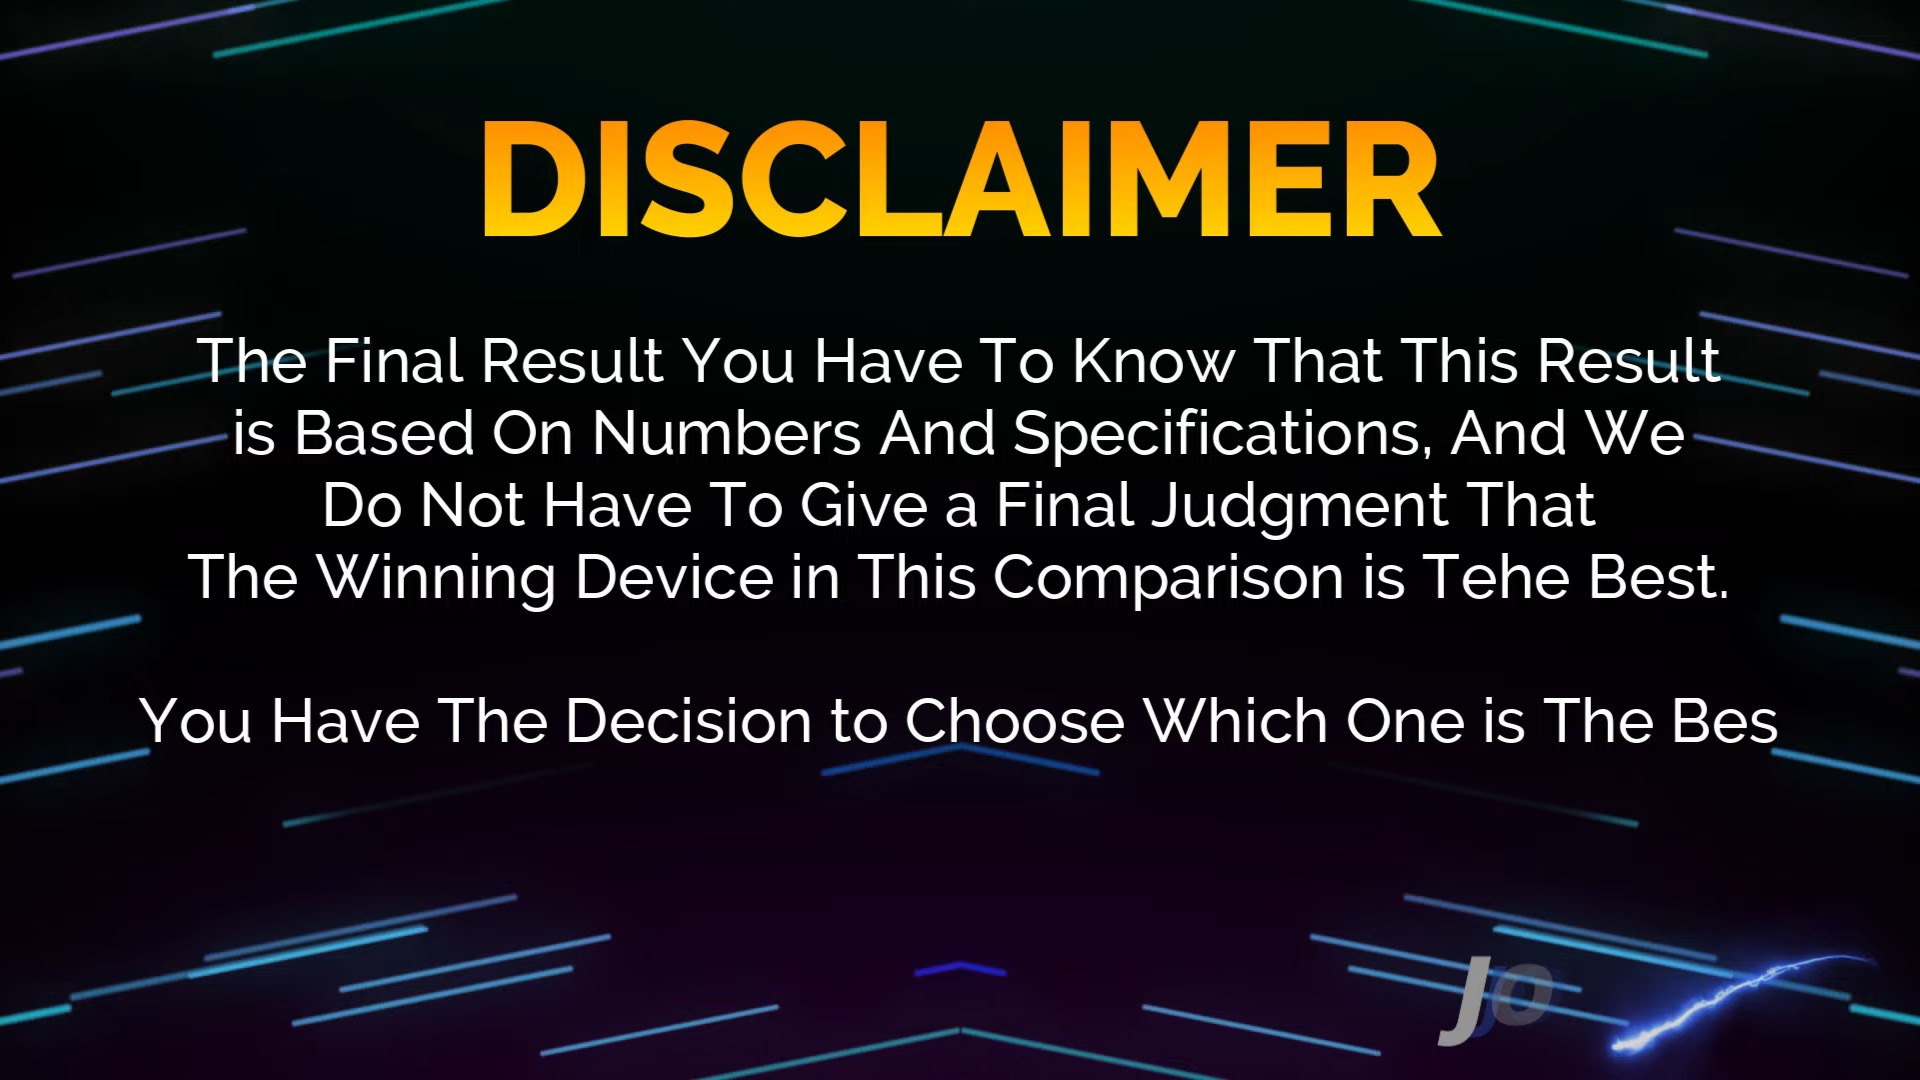 DISCLAIMER
The Final Result You Have To Know That This Result
is Based On Numbers And Specifications, And We
Do Not Have To Give a Final Judgment That
The Winning Device in This Comparison is Tehe Best.
You Have The Decision to Choose Which One is The Bes
JO